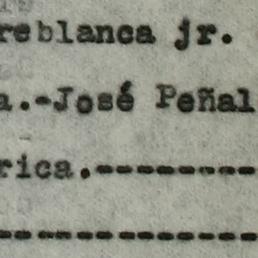 reblanca jr.
a.-José Peñal
rica.--------
-------------